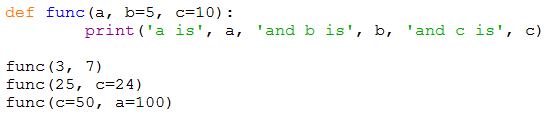 def func(a, b=5, c=10):
        print('a is', a, 'and b is', b, 'and c is', c)
func(3, 7)
func(25, c=24)
func(c=50, a=100)